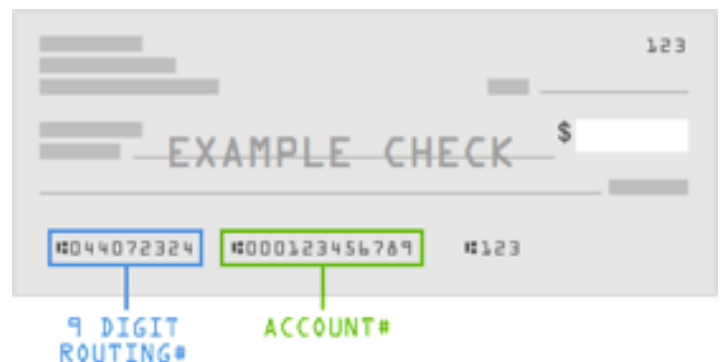 123
$
EXAMPLE CHECK
⑆044072324 ⑆000123456789 ⑆123
9 DIGIT
ROUTING#
ACCOUNT#